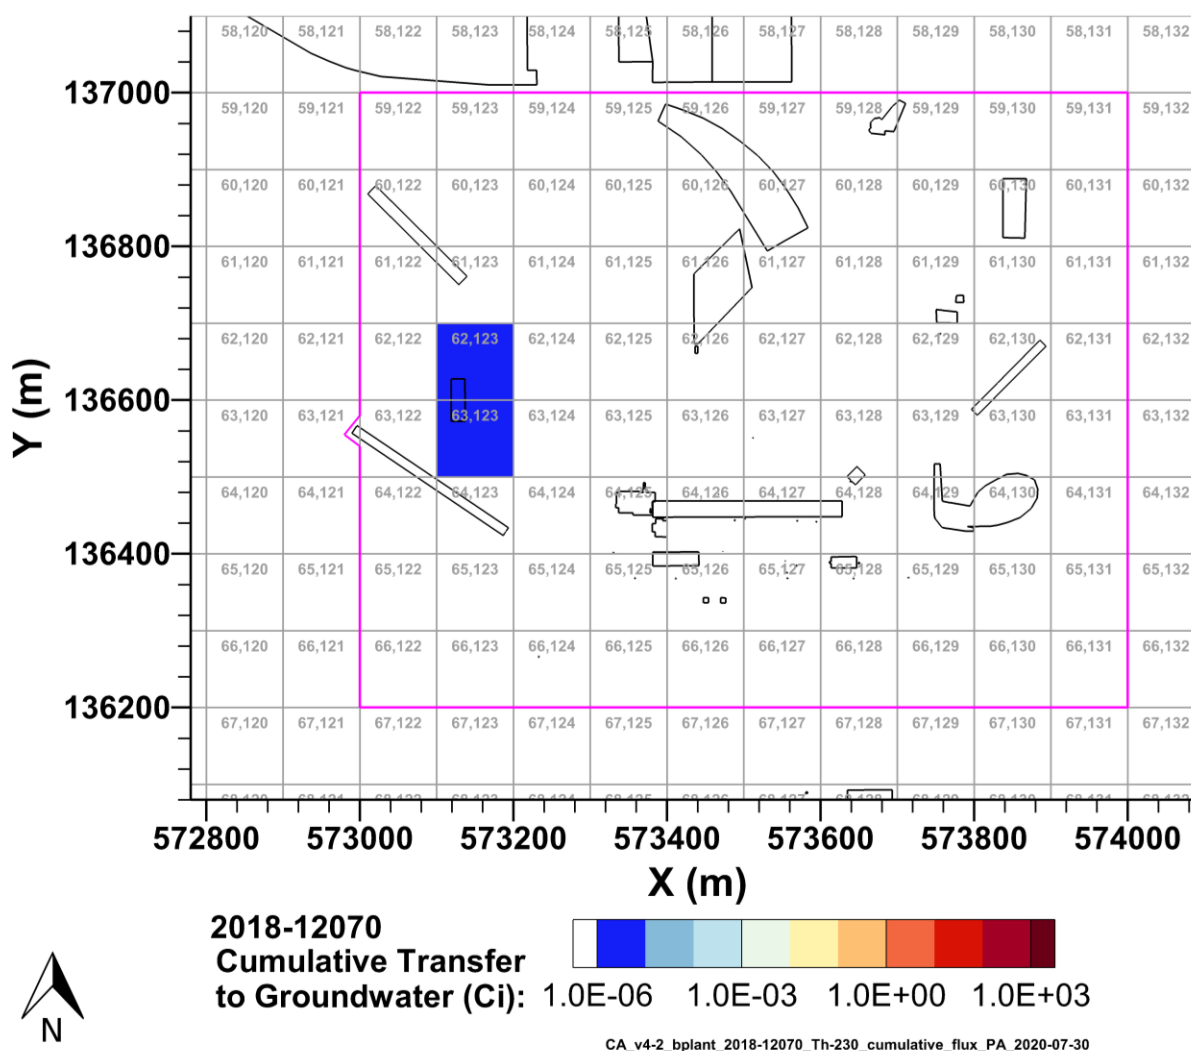 58,120 58,121 58,122 58,123 58,124 58,125 58,126 58,127 58,128 58,129 58,130 58,131 58,132
137000
59,120 59,121 59,122 59,123 59,124 59,125 59,126 59,127 59,128 59,129 59,130 59,131 59,132
60,120 60,121 60,122 60,123 60,124 60,125 60,126 60,127 60,128 60,129 60,130 60,131 60,132
136800
61,120 61,121 61,122 61,123 61,124 61,125 61,126 61,127 61,128 61,129 61,130 61,131 61,132
62,120 62,121 62,122 62,123 62,124 62,125 62,126 62,127 62,128 62,129 62,130 62,131 62,132
Y (m)
136600
63,120 63,121 63,122 63,123 63,124 63,125 63,126 63,127 63,128 63,129 63,130 63,131 63,132
64,120 64,121 64,122 64,123 64,124 64,125 64,126 64,127 64,128 64,129 64,130 64,131 64,132
136400
65,120 65,121 65,122 65,123 65,124 65,125 65,126 65,127 65,128 65,129 65,130 65,131 65,132
66,120 66,121 66,122 66,123 66,124 66,125 66,126 66,127 66,128 66,129 66,130 66,131 66,132
136200
67,120 67,121 67,122 67,123 67,124 67,125 67,126 67,127 67,128 67,129 67,130 67,131 67,132
572800 573000 573200 573400 573600 573800 574000
X (m)
2018-12070
Cumulative Transfer
to Groundwater (Ci): 1.0E-06 1.0E-03 1.0E+00 1.0E+03
N
CA_v4-2_bplant_2018-12070_Th-230_cumulative_flux_PA_2020-07-30